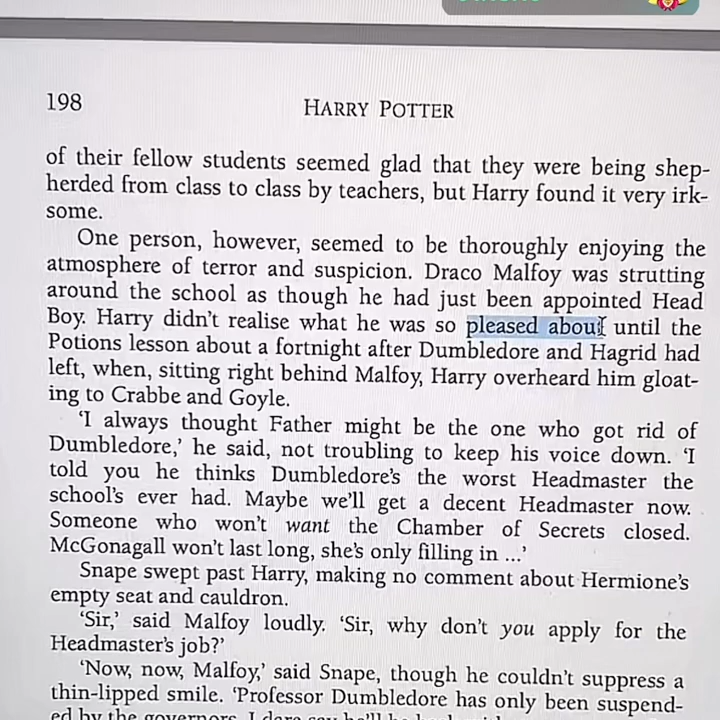 198
HARRY POTTER
of their fellow students seemed glad that they were being shep-
herded from class to class by teachers, but Harry found it very irk-
some.
One person, however, seemed to be thoroughly enjoying the
atmosphere of terror and suspicion. Draco Malfoy was strutting
around the school as though he had just been appointed Head
Boy. Harry didn't realise what he was so pleased about until the
Potions lesson about a fortnight after Dumbledore and Hagrid had
left, when, sitting right behind Malfoy, Harry overheard him gloat-
ing to Crabbe and Goyle.
'I always thought Father might be the one who got rid of
Dumbledore,' he said, not troubling to keep his voice down. 'I
told you he thinks Dumbledore's the worst Headmaster the
school's ever had. Maybe we'll get a decent Headmaster now.
Someone who won't want the Chamber of Secrets closed.
McGonagall won't last long, she's only filling in ...'
Snape swept past Harry, making no comment about Hermione's
empty seat and cauldron.
'Sir,' said Malfoy loudly. 'Sir, why don't you apply for the
Headmaster's job?'
'Now, now, Malfoy,' said Snape, though he couldn't suppress a
thin-lipped smile. 'Professor Dumbledore has only been suspend-
ed by the governors. I dare say he'll be back